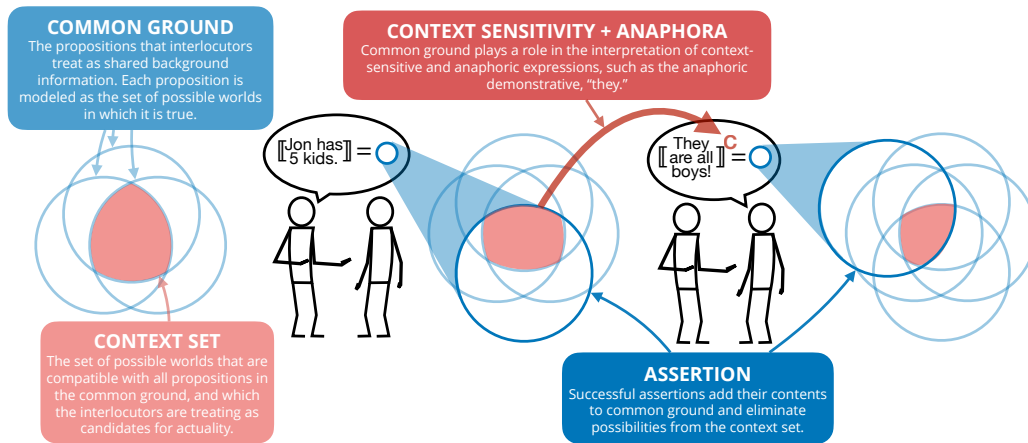 COMMON GROUND
The propositions that interlocutors
treat as shared background
information. Each proposition is
modeled as the set of possible worlds
in which it is true.
CONTEXT SENSITIVITY + ANAPHORA
Common ground plays a role in the interpretation of context-
sensitive and anaphoric expressions, such as the anaphoric
demonstrative, “they.”
⟦Jon has
5 kids.⟧ =
They
⟦are all⟧ =
boys!
C
CONTEXT SET
The set of possible worlds that are
compatible with all propositions in
the common ground, and which
the interlocutors are treating as
candidates for actuality.
ASSERTION
Successful assertions add their contents
to common ground and eliminate
possibilities from the context set.